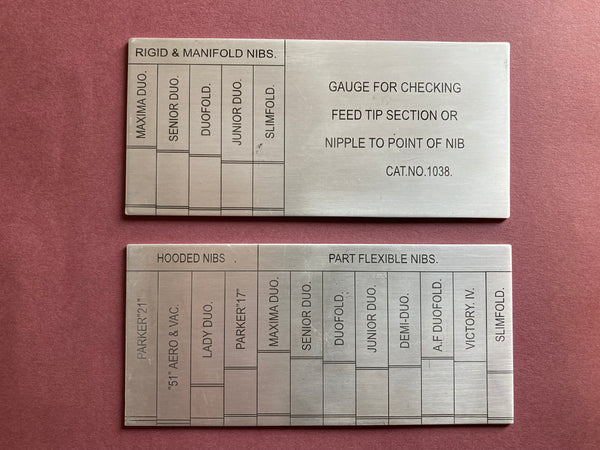 RIGID & MANIFOLD NIBS.
MAXIMA DUO.
SENIOR DUO.
DUOFOLD.
JUNIOR DUO.
SLIMFOLD.
GAUGE FOR CHECKING
FEED TIP SECTION OR
NIPPLE TO POINT OF NIB
CAT.NO.1038.
HOODED NIBS .
PART FLEXIBLE NIBS.
PARKER"21"
"51" AERO & VAC.
LADY DUO.
PARKER"17"
MAXIMA DUO.
SENIOR DUO.
DUOFOLD.
JUNIOR DUO.
DEMI-DUO.
A.F DUOFOLD.
VICTORY. IV.
SLIMFOLD.